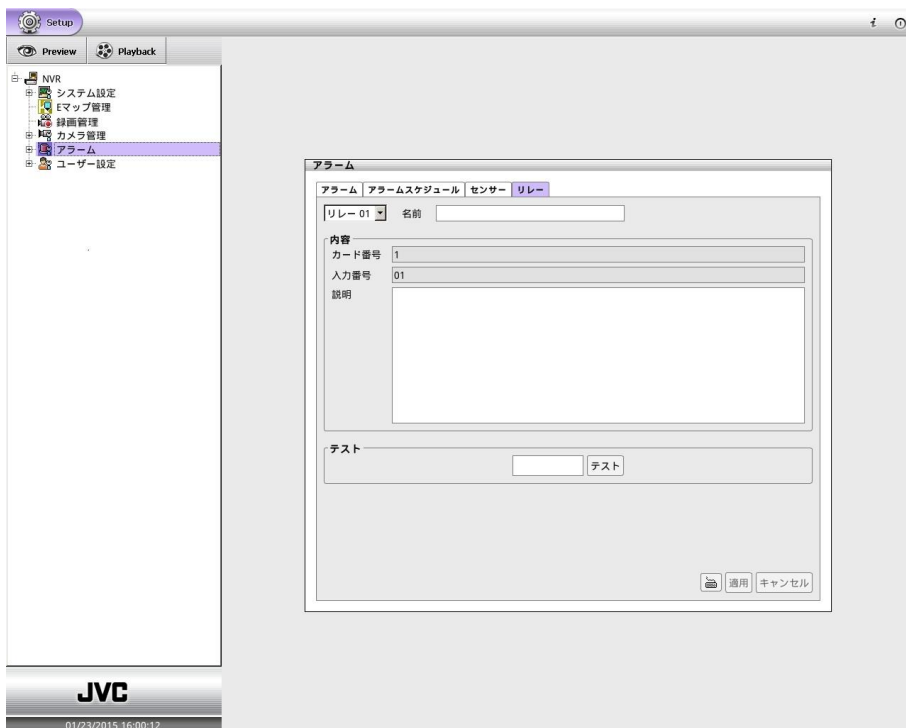 Setup
i
Preview Playback
NVR
システム設定
Eマップ管理
録画管理
カメラ管理
アラーム
ユーザー設定
アラーム
アラーム アラームスケジュール センサー リレー
リレー 01 名前
内容
カード番号 1
入力番号 01
説明
テスト
テスト
適用 キャンセル
JVC
01/23/2015 16:00:12